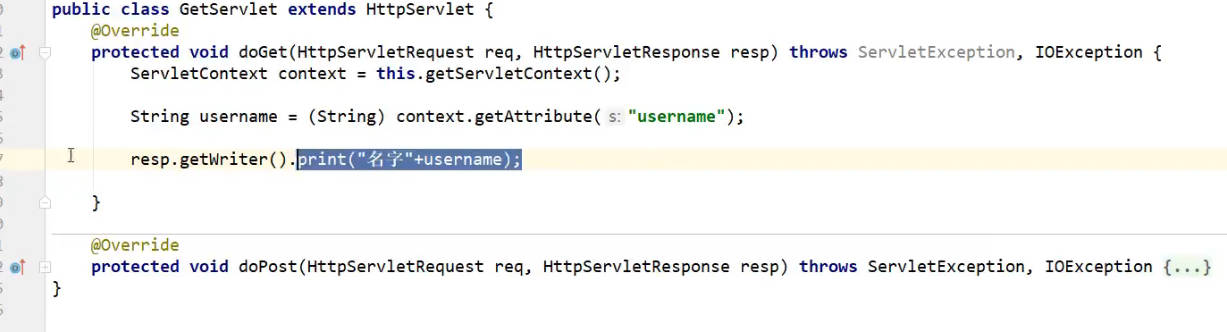 public class GetServlet extends HttpServlet {
@Override
protected void doGet(HttpServletRequest req, HttpServletResponse resp) throws ServletException, IOException {
ServletContext context = this.getServletContext();
String username = (String) context.getAttribute( s: "username");
resp.getWriter().print("名字"+username);
}
@Override
protected void doPost(HttpServletRequest req, HttpServletResponse resp) throws ServletException, IOException {...}
}